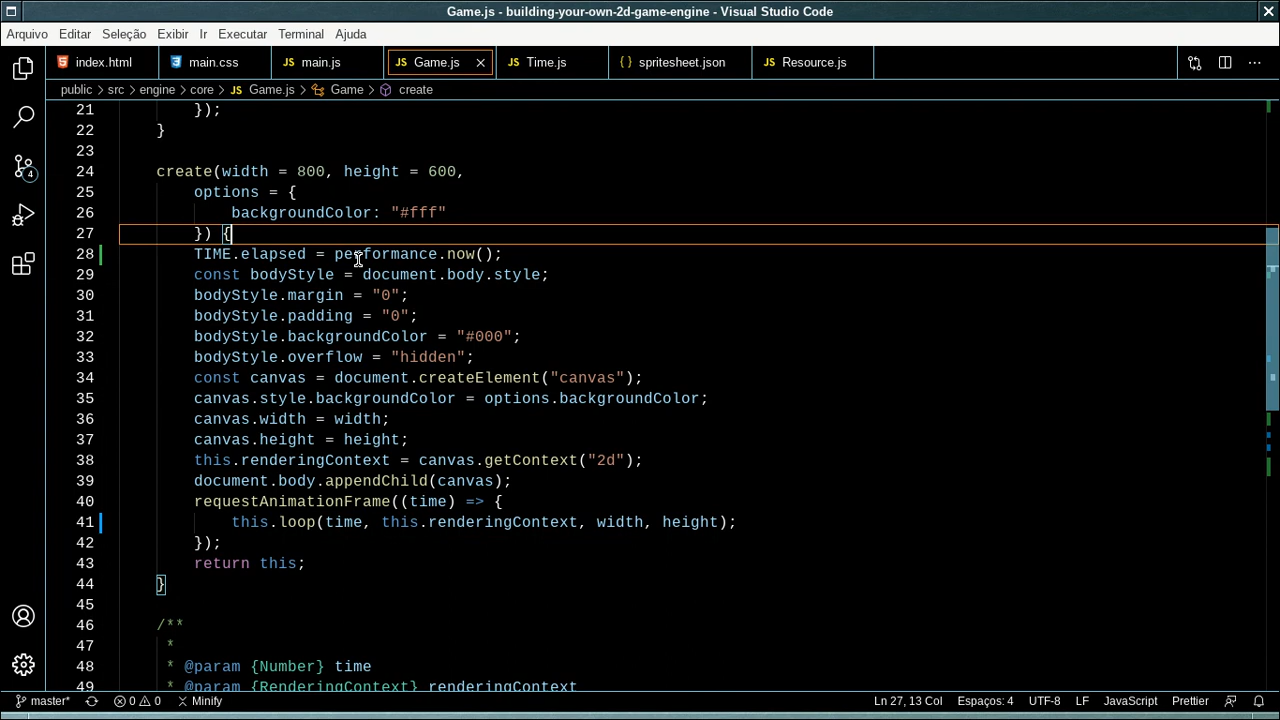 Game.js - building-your-own-2d-game-engine - Visual Studio Code
Arquivo Editar Seleção Exibir Ir Executar Terminal Ajuda
index.html main.css JS main.js JS Game.js JS Time.js {} spritesheet.json JS Resource.js
public > src > engine > core > JS Game.js > Game > create
21 });
22 }
23
24 create(width = 800, height = 600,
25 options = {
26 backgroundColor: "#fff"
27 }) {
28 TIME.elapsed = performance.now();
29 const bodyStyle = document.body.style;
30 bodyStyle.margin = "0";
31 bodyStyle.padding = "0";
32 bodyStyle.backgroundColor = "#000";
33 bodyStyle.overflow = "hidden";
34 const canvas = document.createElement("canvas");
35 canvas.style.backgroundColor = options.backgroundColor;
36 canvas.width = width;
37 canvas.height = height;
38 this.renderingContext = canvas.getContext("2d");
39 document.body.appendChild(canvas);
40 requestAnimationFrame((time) => {
41 this.loop(time, this.renderingContext, width, height);
42 });
43 return this;
44 }
45
46 /**
47 *
48 * @param {Number} time
49 * @param {RenderingContext} renderingContext
4
master* 0 0 Minify Ln 27, 13 Col Espaços: 4 UTF-8 LF JavaScript Prettier